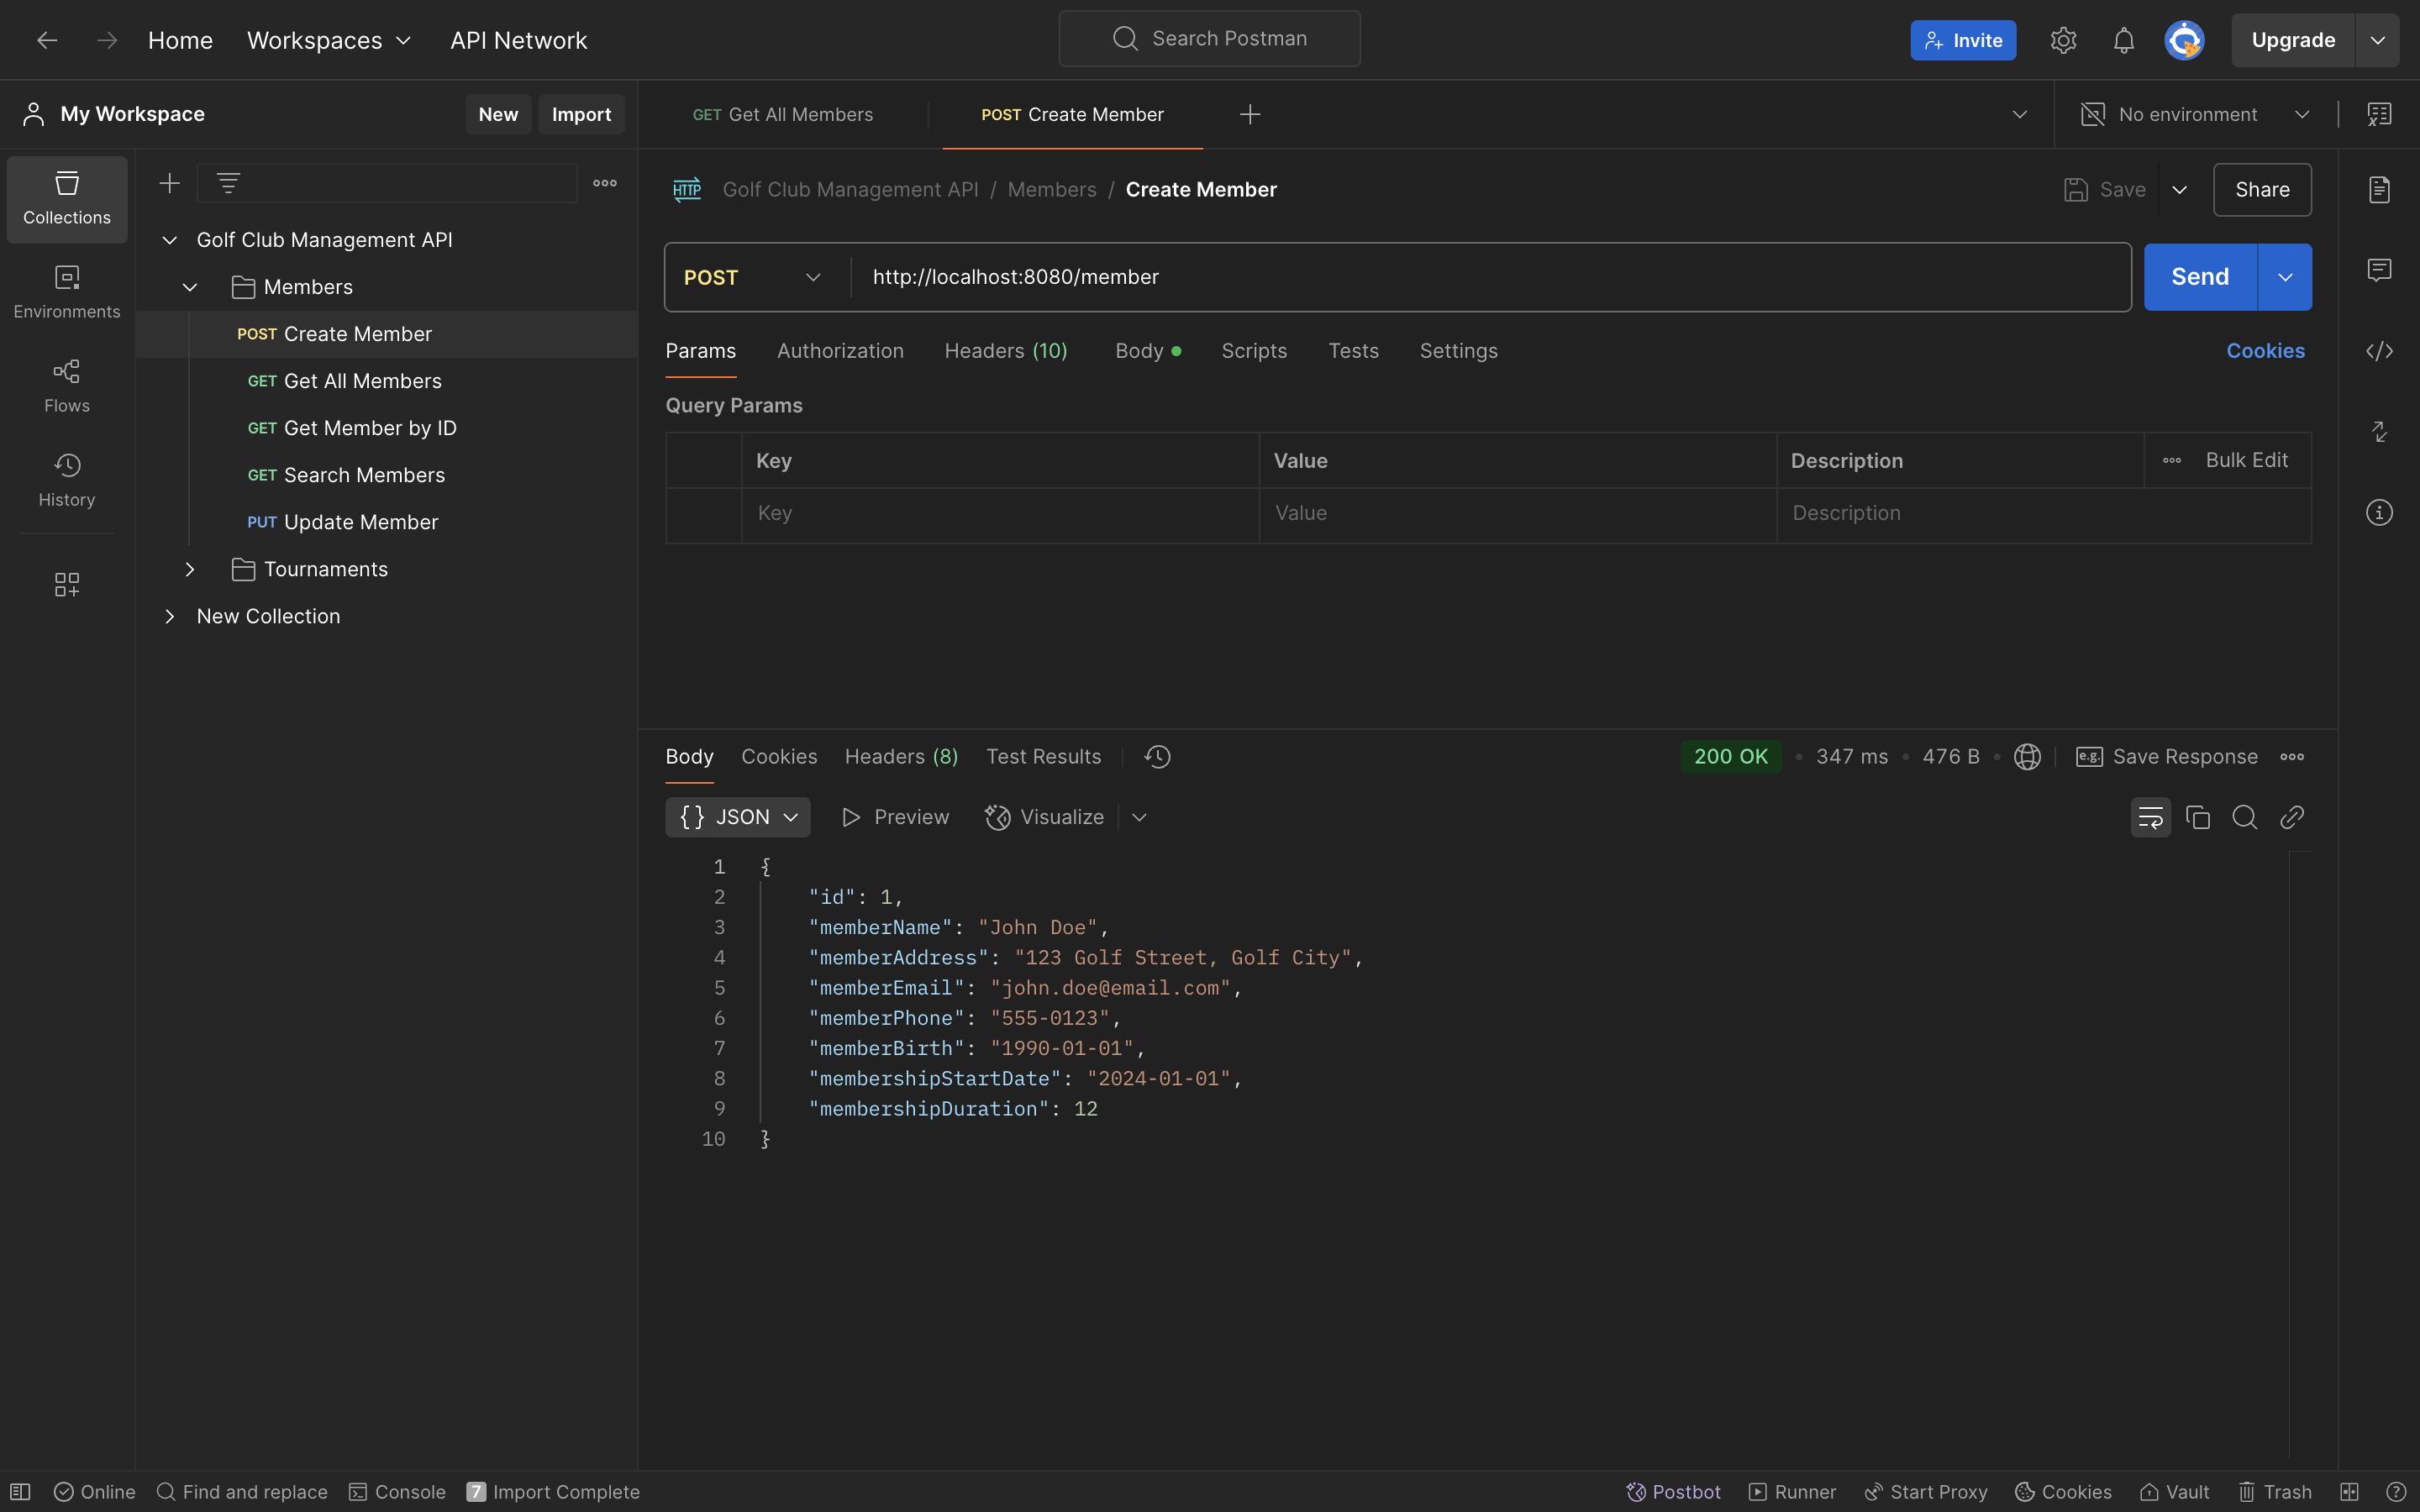 Home Workspaces API Network Search Postman Invite Upgrade
My Workspace New Import GET Get All Members POST Create Member No environment
Collections
Environments
Flows
History
Golf Club Management API
Members
POST Create Member
GET Get All Members
GET Get Member by ID
GET Search Members
PUT Update Member
Tournaments
New Collection
HTTP Golf Club Management API / Members / Create Member Save Share
POST http://localhost:8080/member Send
Params Authorization Headers (10) Body Scripts Tests Settings Cookies
Query Params
Key Value Description Bulk Edit
Key Value Description
Body Cookies Headers (8) Test Results 200 OK 347 ms 476 B e.g. Save Response
{} JSON Preview Visualize
1 {
2 "id": 1,
3 "memberName": "John Doe",
4 "memberAddress": "123 Golf Street, Golf City",
5 "memberEmail": "john.doe@email.com",
6 "memberPhone": "555-0123",
7 "memberBirth": "1990-01-01",
8 "membershipStartDate": "2024-01-01",
9 "membershipDuration": 12
10 }
Online Find and replace Console 7 Import Complete Postbot Runner Start Proxy Cookies Vault Trash